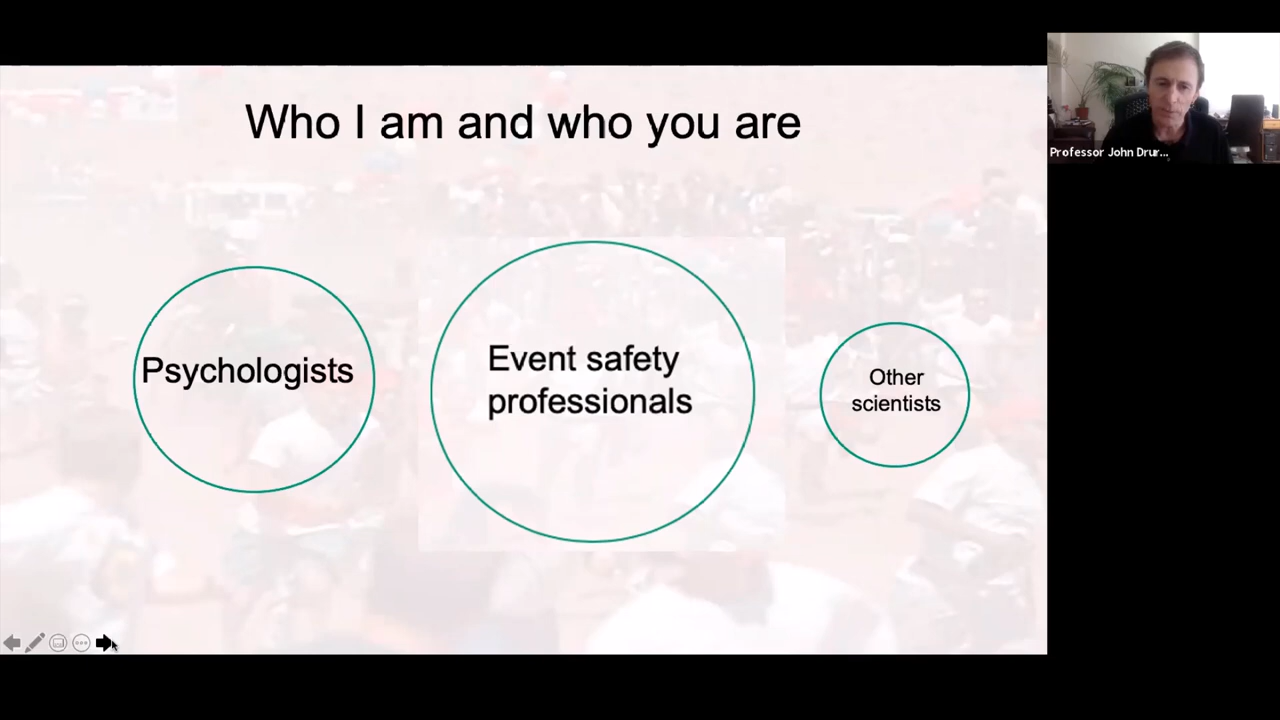 Who I am and who you are
Psychologists
Event safety
professionals
Other
scientists
Professor John Drur...